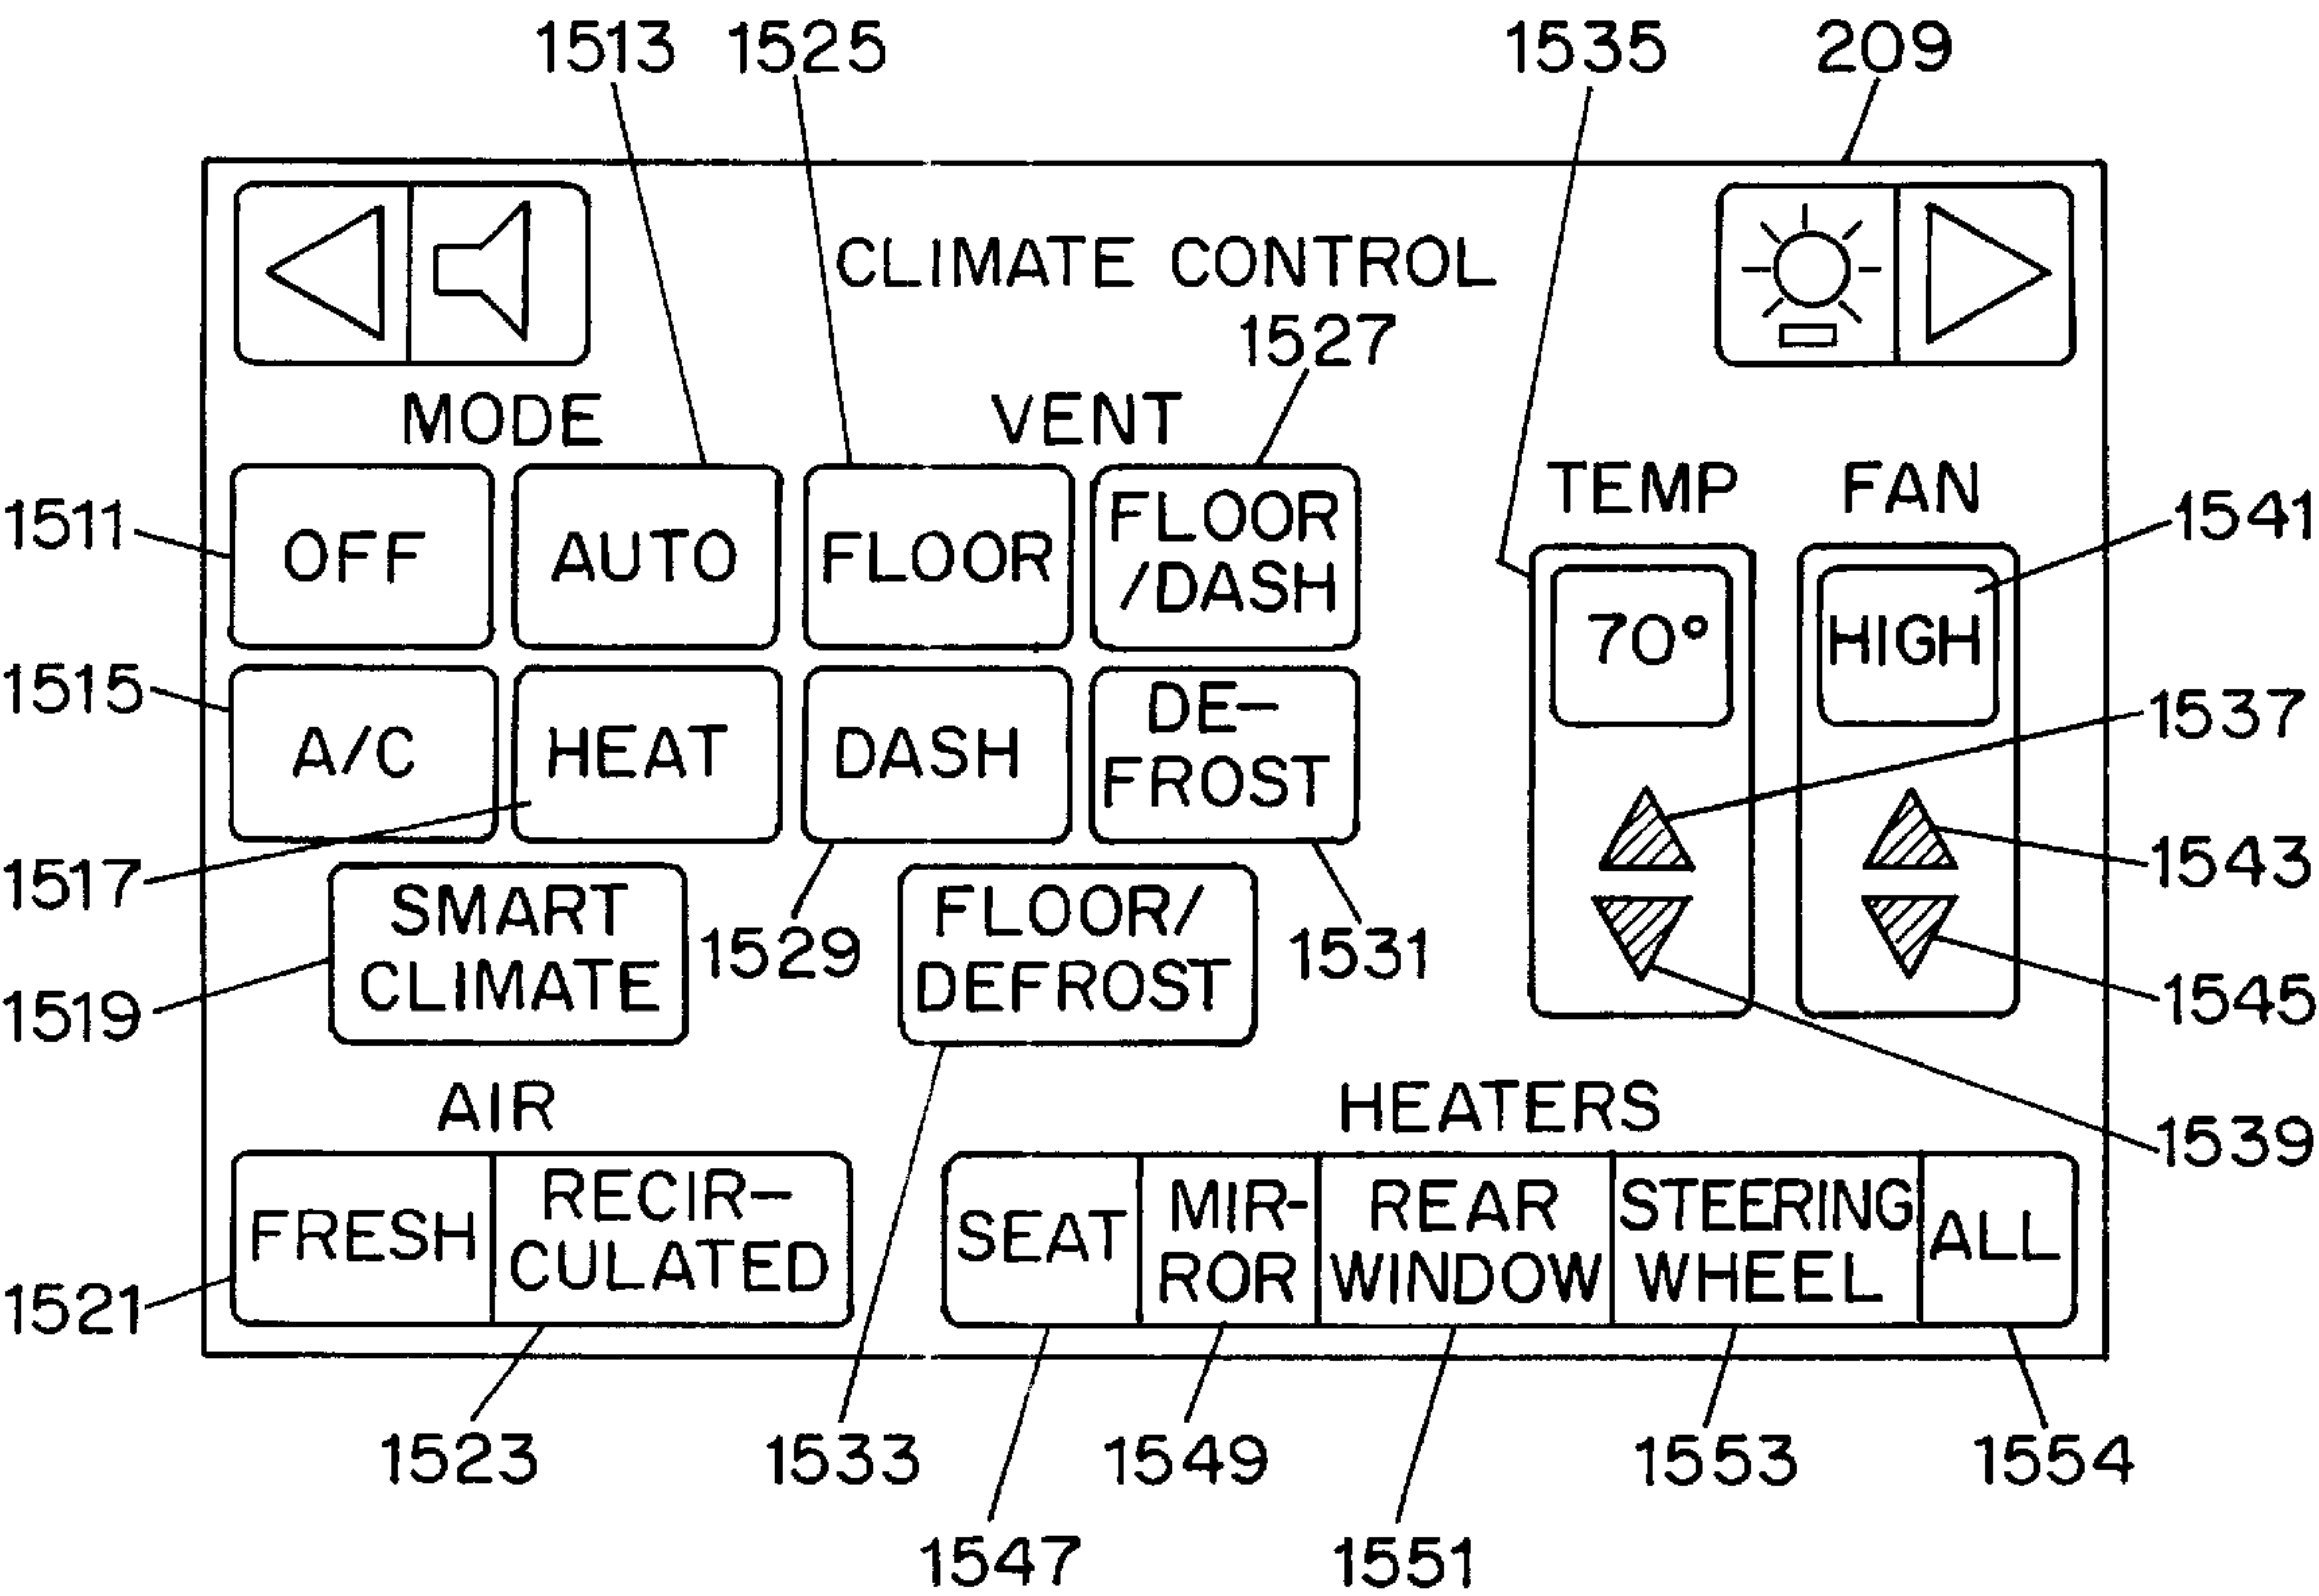 1513 1525 1535 209
CLIMATE CONTROL
1527
MODE VENT
TEMP FAN
1511 OFF AUTO FLOOR FLOOR
/DASH
70° HIGH 1541
1515 A/C HEAT DASH DE-
FROST
1537
1517 1543
SMART
CLIMATE
1529
FLOOR/
DEFROST
1531
1519 1545
AIR HEATERS
1539
FRESH RECIR-
CULATED
SEAT MIR-
ROR
REAR
WINDOW
STEERING
WHEEL
ALL
1521
1523 1533 1549 1553 1554
1547 1551